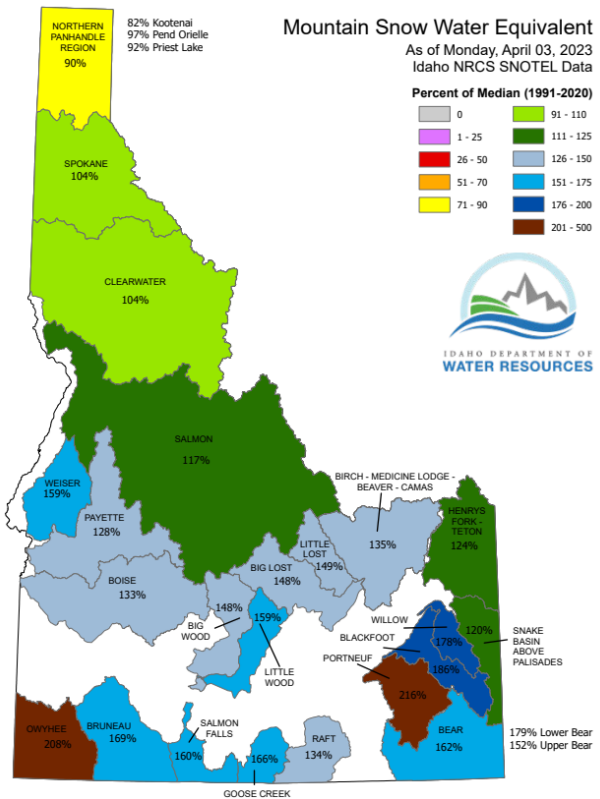 Mountain Snow Water Equivalent
As of Monday, April 03, 2023
Idaho NRCS SNOTEL Data
Percent of Median (1991-2020)
0
1 - 25
26 - 50
51 - 70
71 - 90
91 - 110
111 - 125
126 - 150
151 - 175
176 - 200
201 - 500
IDAHO DEPARTMENT OF
WATER RESOURCES
NORTHERN
PANHANDLE
REGION
90%
82% Kootenai
97% Pend Orielle
92% Priest Lake
SPOKANE
104%
CLEARWATER
104%
SALMON
117%
WEISER
159%
PAYETTE
128%
BOISE
133%
BIRCH - MEDICINE LODGE -
BEAVER - CAMAS
135%
HENRYS
FORK -
TETON
124%
LITTLE
LOST
149%
BIG LOST
148%
148%
BIG
WOOD
159%
LITTLE
WOOD
WILLOW
178%
BLACKFOOT
186%
PORTNEUF
216%
120%
SNAKE
BASIN
ABOVE
PALISADES
OWYHEE
208%
BRUNEAU
169%
SALMON
FALLS
160%
166%
GOOSE CREEK
RAFT
134%
BEAR
162%
179% Lower Bear
152% Upper Bear